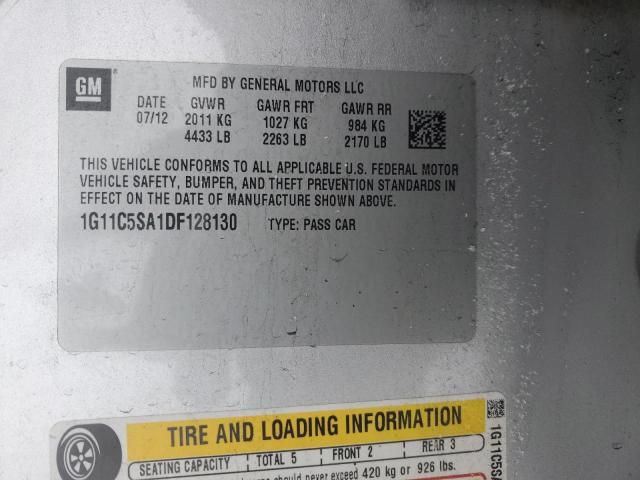 GM
MFD BY GENERAL MOTORS LLC
DATE GVWR GAWR FRT GAWR RR
07/12 2011 KG 1027 KG 984 KG
4433 LB 2263 LB 2170 LB
THIS VEHICLE CONFORMS TO ALL APPLICABLE U.S. FEDERAL MOTOR
VEHICLE SAFETY, BUMPER, AND THEFT PREVENTION STANDARDS IN
EFFECT ON THE DATE OF MANUFACTURE SHOWN ABOVE.
1G11C5SA1DF128130 TYPE: PASS CAR
TIRE AND LOADING INFORMATION
SEATING CAPACITY TOTAL 5 FRONT 2 REAR 3
should never exceed 420 kg or 926 lbs.
1G11C5SA